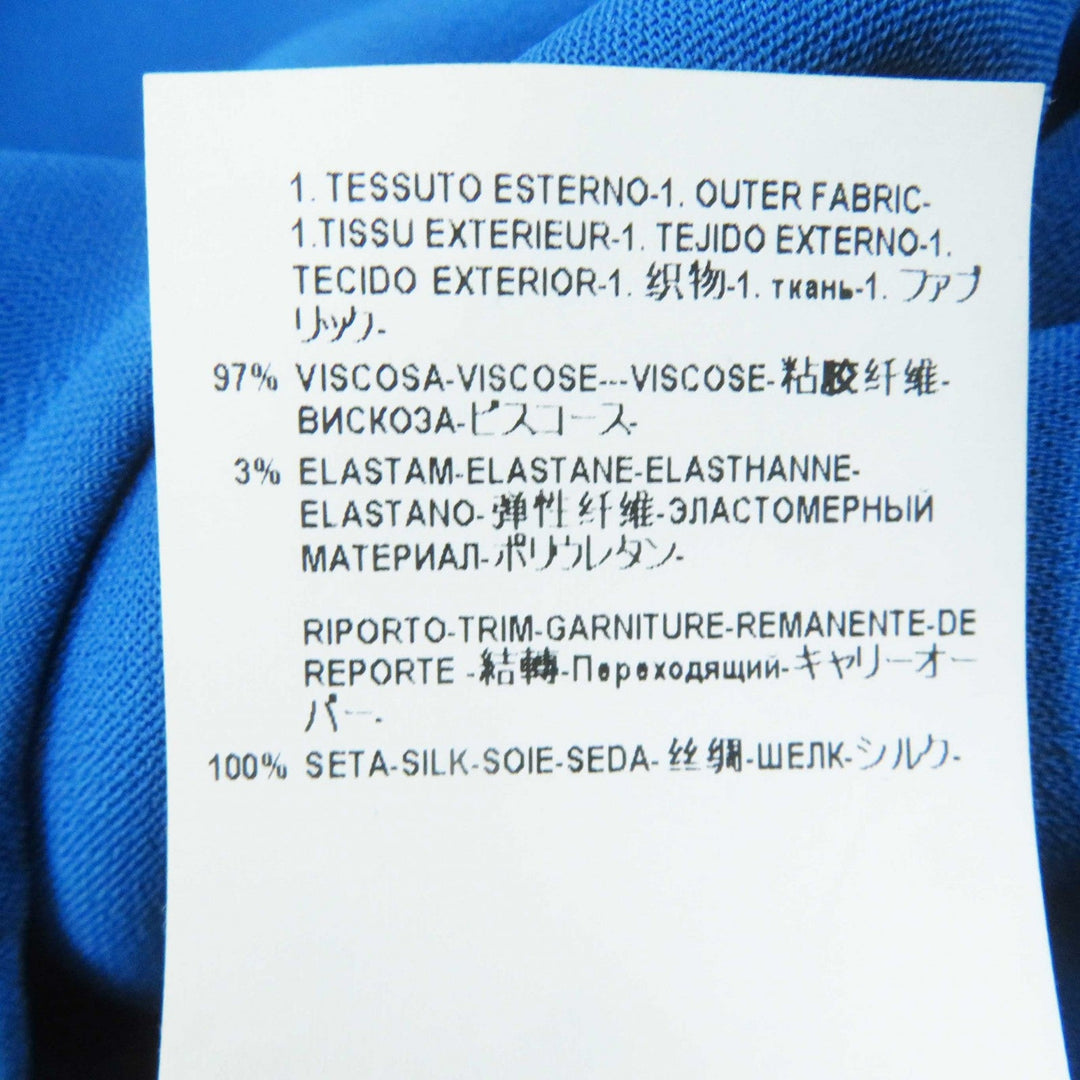 1. TESSUTO ESTERNO-1. OUTER FABRIC-
1.TISSU EXTERIEUR-1. TEJIDO EXTERNO-1.
TECIDO EXTERIOR-1. 织物-1. ткань-1. ファブ
リック-
97% VISCOSA-VISCOSE---VISCOSE-粘胶纤维-
ВИСКОЗА-ビスコース-
3% ELASTAM-ELASTANE-ELASTHANNE-
ELASTANO-弹性纤维-ЭЛАСТОМЕРНЫЙ
МАТЕРИАЛ-ポリウレタン-
RIPORTO-TRIM-GARNITURE-REMANENTE-DE
REPORTE -結轉-Переходящий-キャリーオー
バー-
100% SETA-SILK-SOIE-SEDA-丝绸-ШЕЛК-シルク-